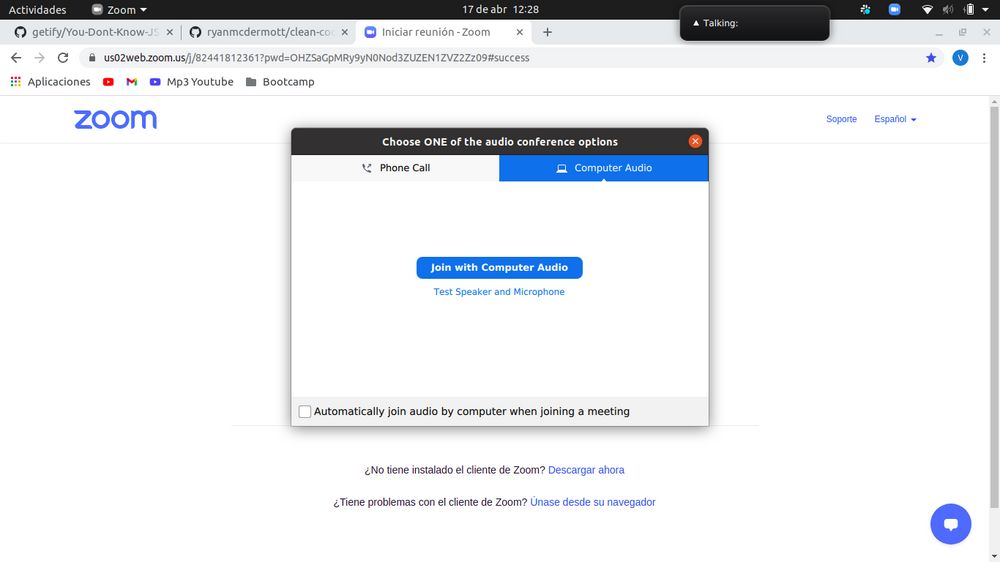 Actividades Zoom 17 de abr 12:28
Talking:
getify/You-Dont-Know-JS ryanmcdermott/clean-cod Iniciar reunión - Zoom
us02web.zoom.us/j/82441812361?pwd=OHZSaGpMRy9yN0Nod3ZUZEN1ZVZ2Zz09#success
V
Aplicaciones Mp3 Youtube Bootcamp
zoom Soporte Español
Choose ONE of the audio conference options
Phone Call Computer Audio
Join with Computer Audio
Test Speaker and Microphone
Automatically join audio by computer when joining a meeting
¿No tiene instalado el cliente de Zoom? Descargar ahora
¿Tiene problemas con el cliente de Zoom? Únase desde su navegador